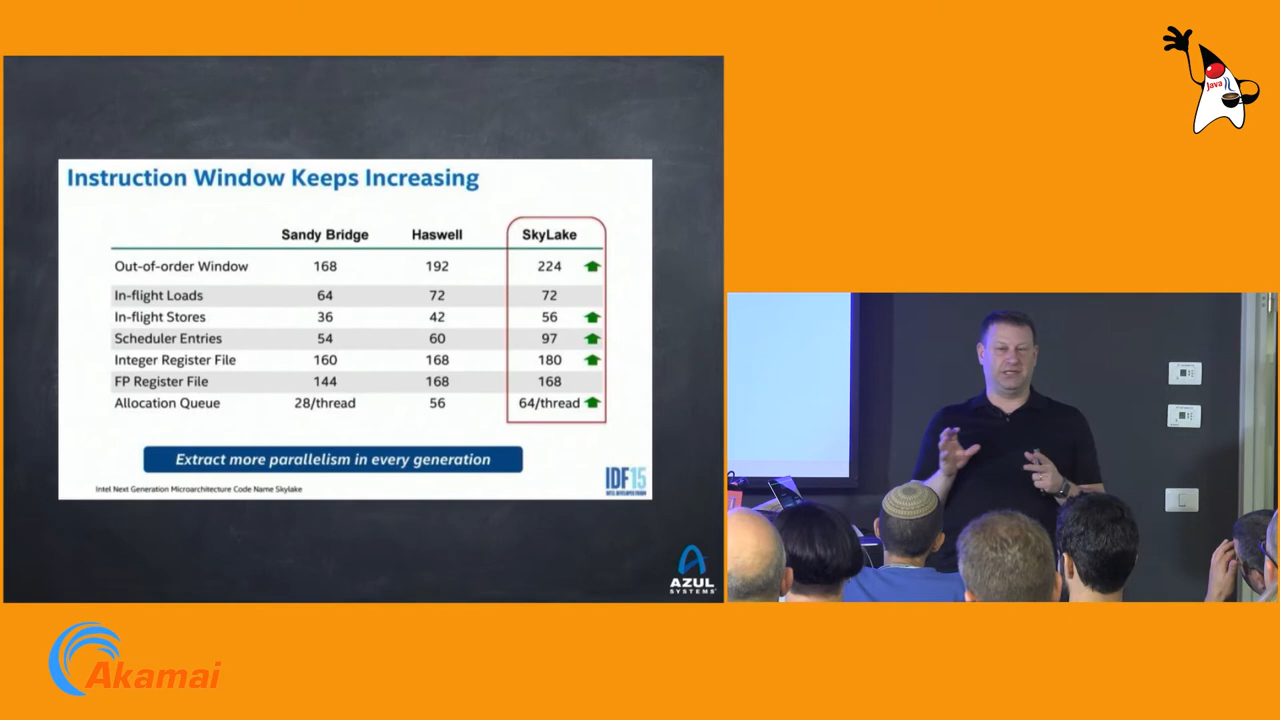 Java
Instruction Window Keeps Increasing
Sandy Bridge Haswell SkyLake
Out-of-order Window 168 192 224
In-flight Loads 64 72 72
In-flight Stores 36 42 56
Scheduler Entries 54 60 97
Integer Register File 160 168 180
FP Register File 144 168 168
Allocation Queue 28/thread 56 64/thread
Extract more parallelism in every generation
Intel Next Generation Microarchitecture Code Name Skylake
IDF15
INTEL DEVELOPER FORUM
AZUL
SYSTEMS
Akamai